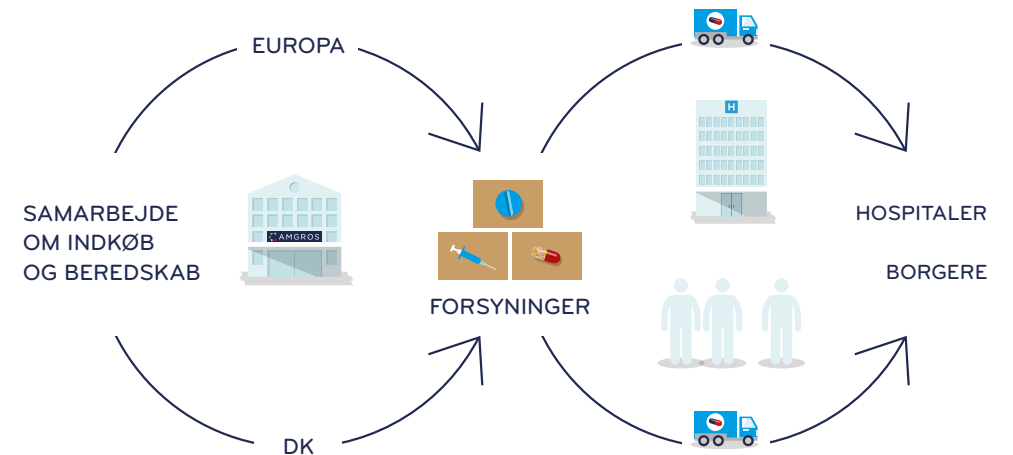 EUROPA
SAMARBEJDE
OM INDKØB
OG BEREDSKAB
AMGROS
H
FORSYNINGER
HOSPITALER
BORGERE
DK